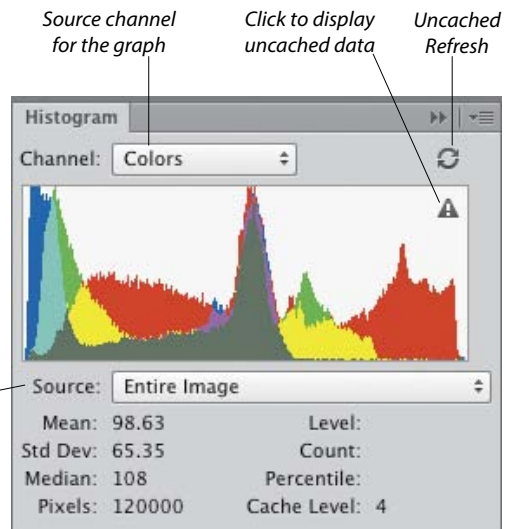 Source channel
for the graph
Click to display
uncached data
Uncached
Refresh
Histogram
Channel: Colors
Source: Entire Image
Mean: 98.63 Level:
Std Dev: 65.35 Count:
Median: 108 Percentile:
Pixels: 120000 Cache Level: 4